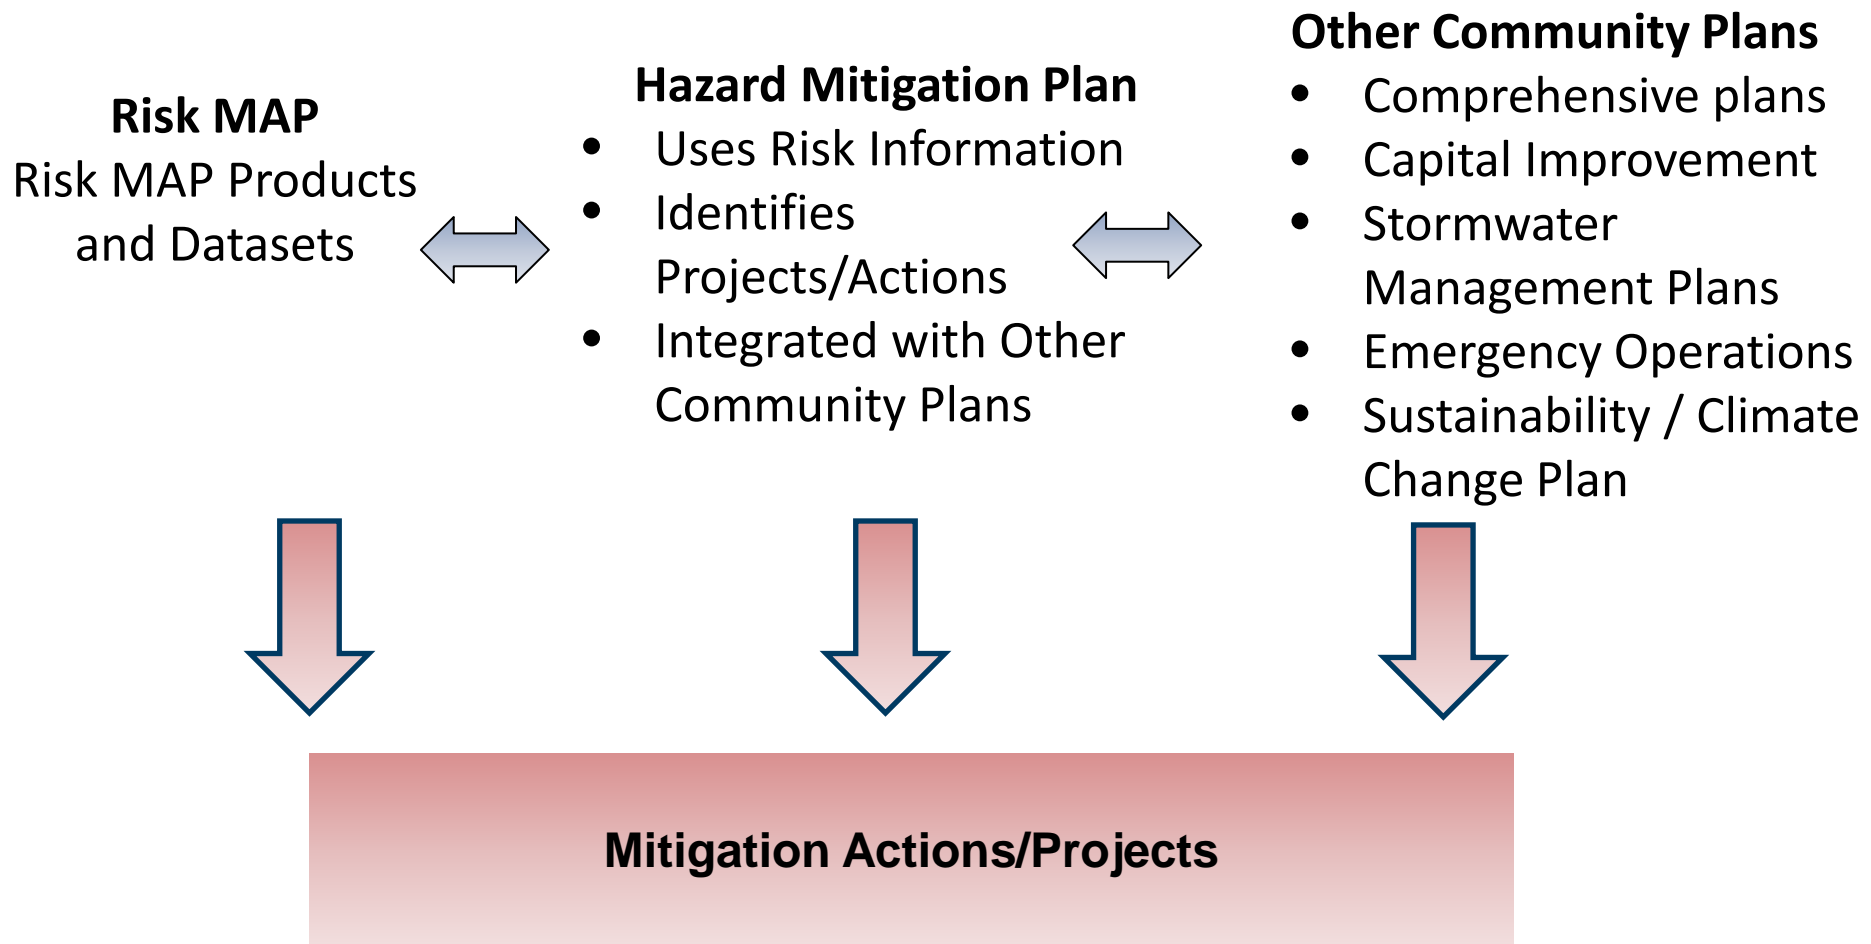 Risk MAP
Risk MAP Products
and Datasets
Hazard Mitigation Plan
• Uses Risk Information
• Identifies
Projects/Actions
• Integrated with Other
Community Plans
Other Community Plans
• Comprehensive plans
• Capital Improvement
• Stormwater
Management Plans
• Emergency Operations
• Sustainability / Climate
Change Plan
Mitigation Actions/Projects